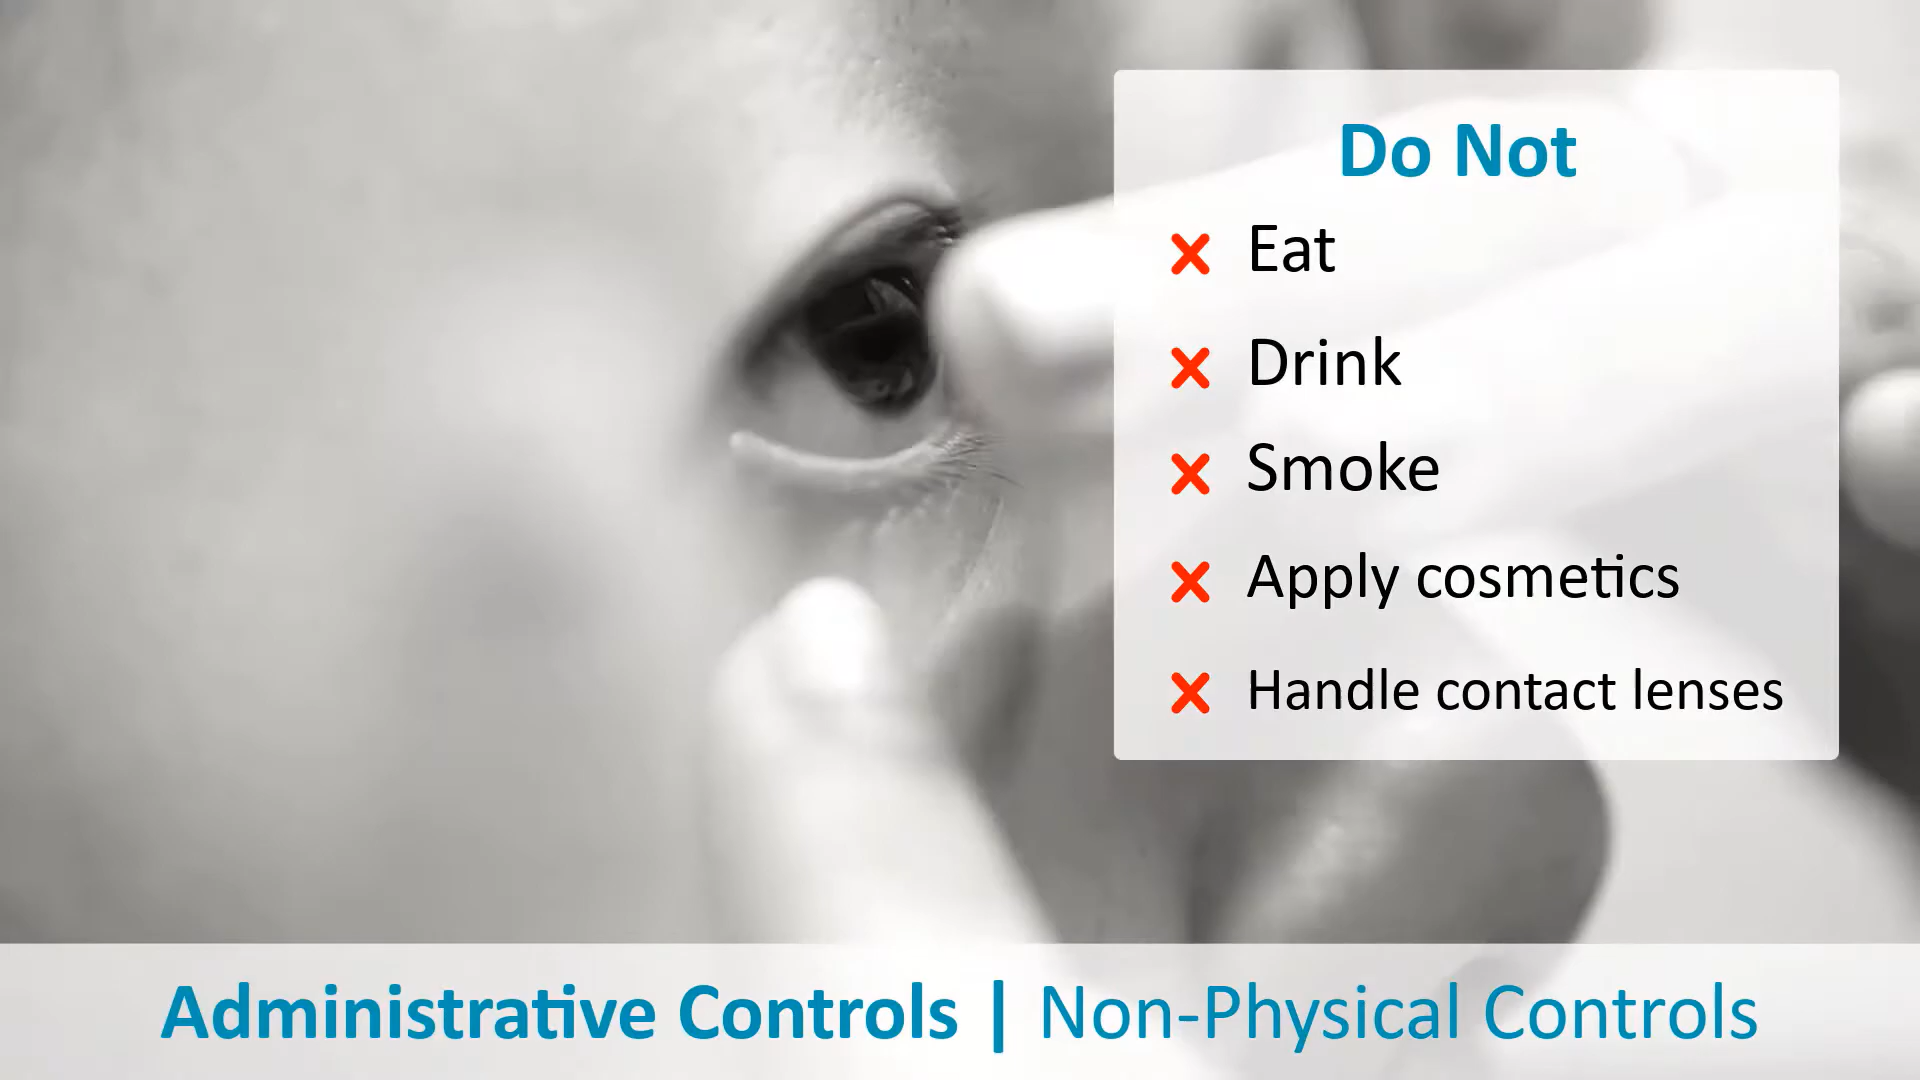 Do Not
Eat
Drink
Smoke
Apply cosmetics
Handle contact lenses
Administrative Controls | Non-Physical Controls